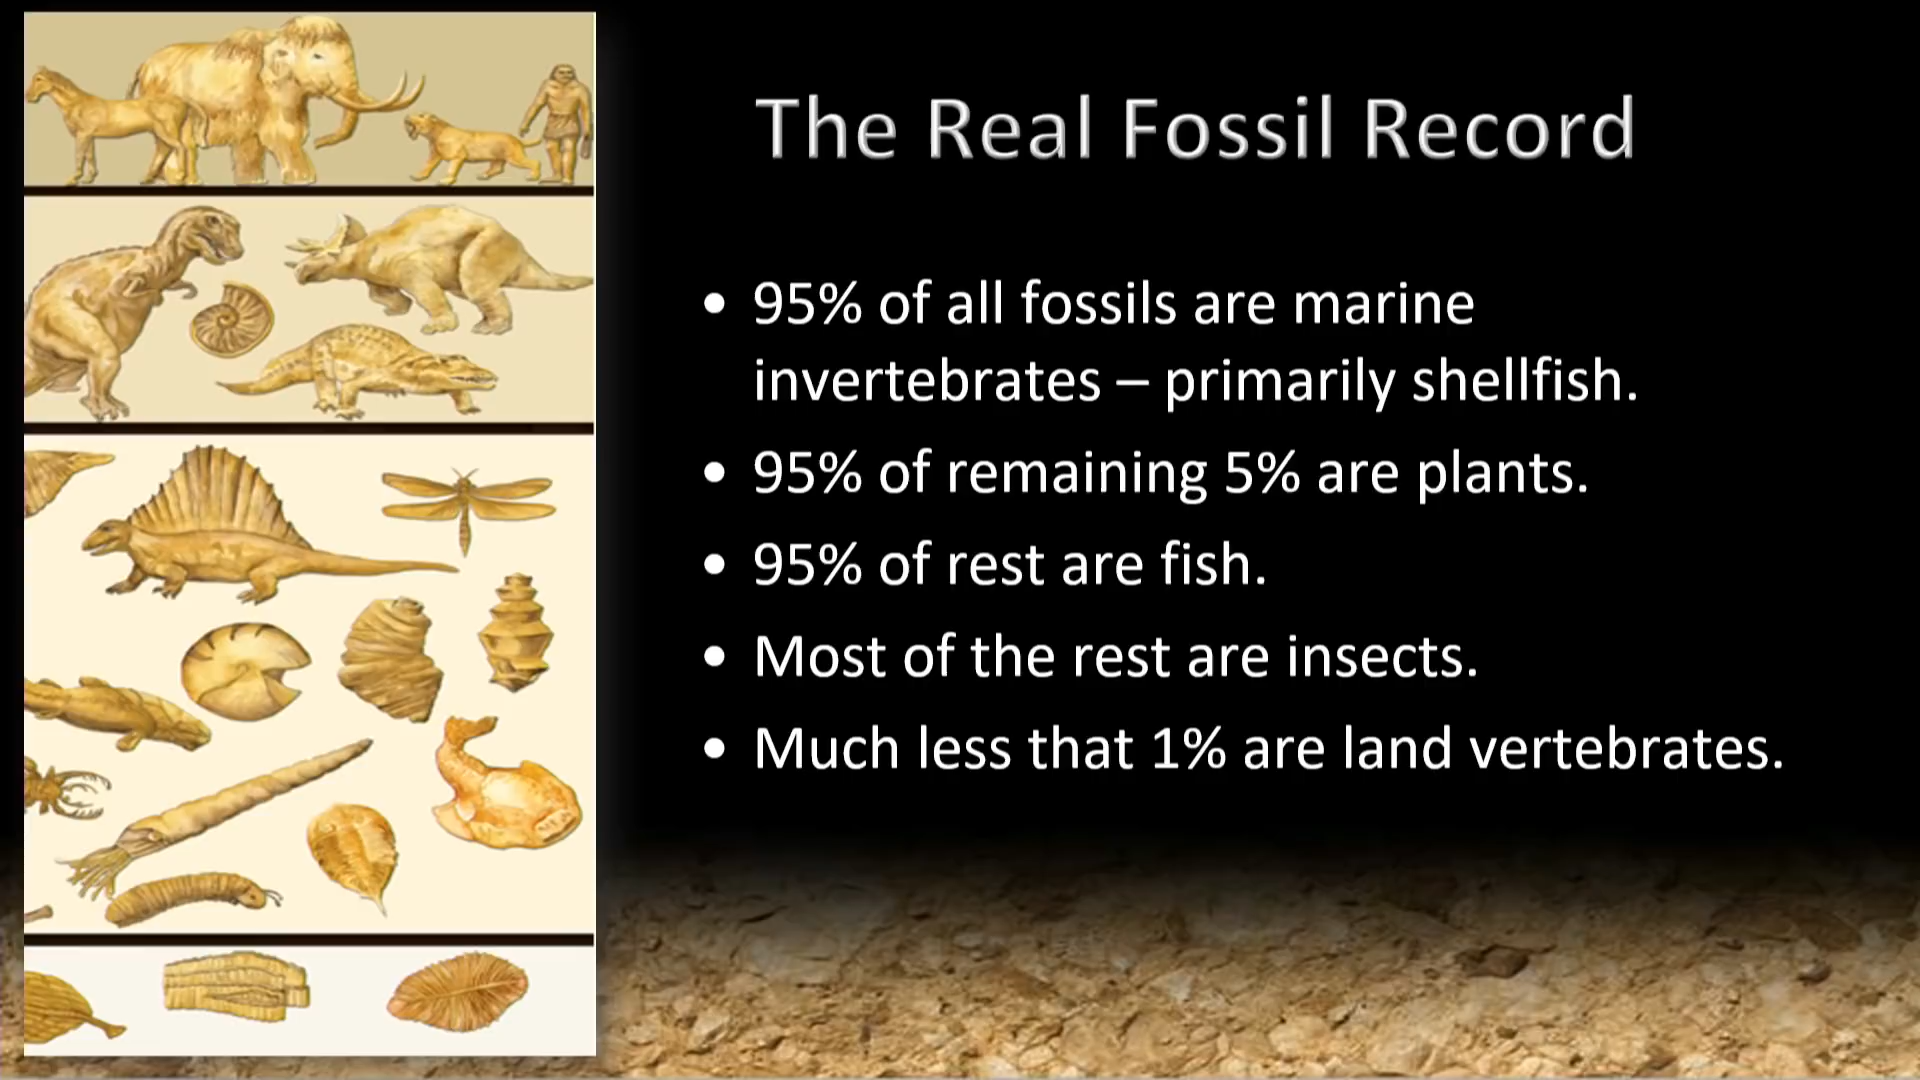 The Real Fossil Record
• 95% of all fossils are marine
invertebrates – primarily shellfish.
• 95% of remaining 5% are plants.
• 95% of rest are fish.
• Most of the rest are insects.
• Much less that 1% are land vertebrates.